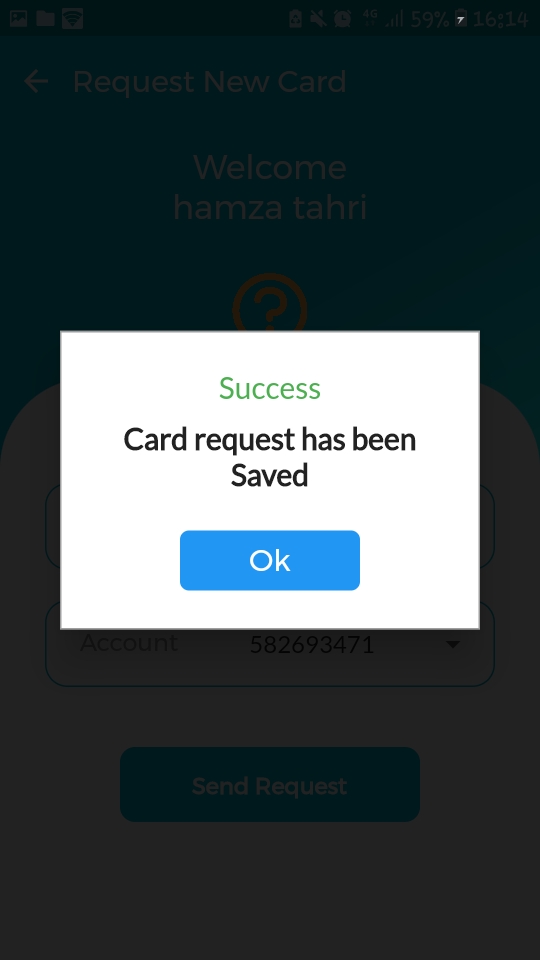 4G 59% 16:14
Request New Card
Welcome
hamza tahri
?
Success
Card request has been
Saved
Ok
Account 582693471
Send Request